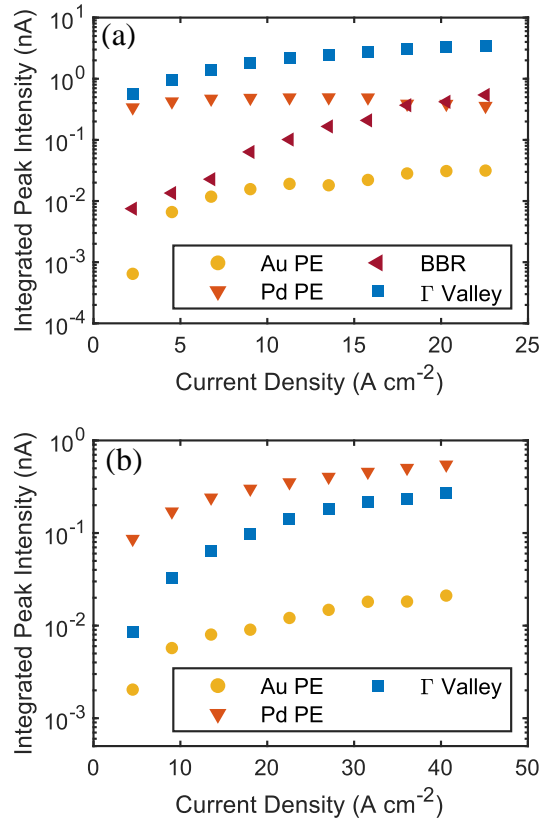 (a)
Integrated Peak Intensity (nA)
10^1
10^0
10^-1
10^-2
10^-3
10^-4
Au PE
BBR
Pd PE
Γ Valley
0 5 10 15 20 25
Current Density (A cm^-2)
(b)
Integrated Peak Intensity (nA)
10^0
10^-1
10^-2
10^-3
Au PE
Γ Valley
Pd PE
0 10 20 30 40 50
Current Density (A cm^-2)